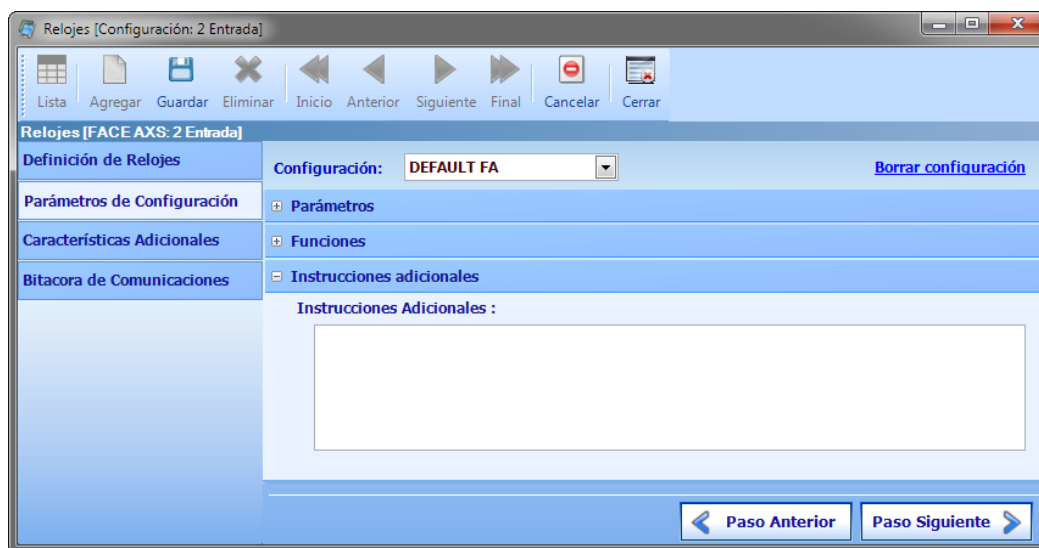 Relojes [Configuración: 2 Entrada]
Lista Agregar Guardar Eliminar Inicio Anterior Siguiente Final Cancelar Cerrar
Relojes [FACE AXS: 2 Entrada]
Definición de Relojes
Parámetros de Configuración
Características Adicionales
Bitacora de Comunicaciones
Configuración: DEFAULT FA Borrar configuración
Parámetros
Funciones
Instrucciones adicionales
Instrucciones Adicionales :
Paso Anterior Paso Siguiente